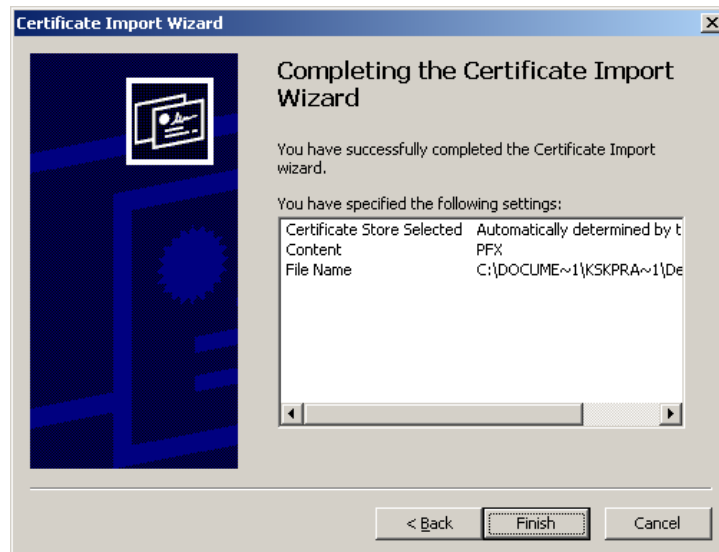 Certificate Import Wizard
Completing the Certificate Import
Wizard
You have successfully completed the Certificate Import
wizard.
You have specified the following settings:
Certificate Store Selected Automatically determined by t
Content PFX
File Name C:\DOCUME~1\KSKPRA~1\De
< Back Finish Cancel